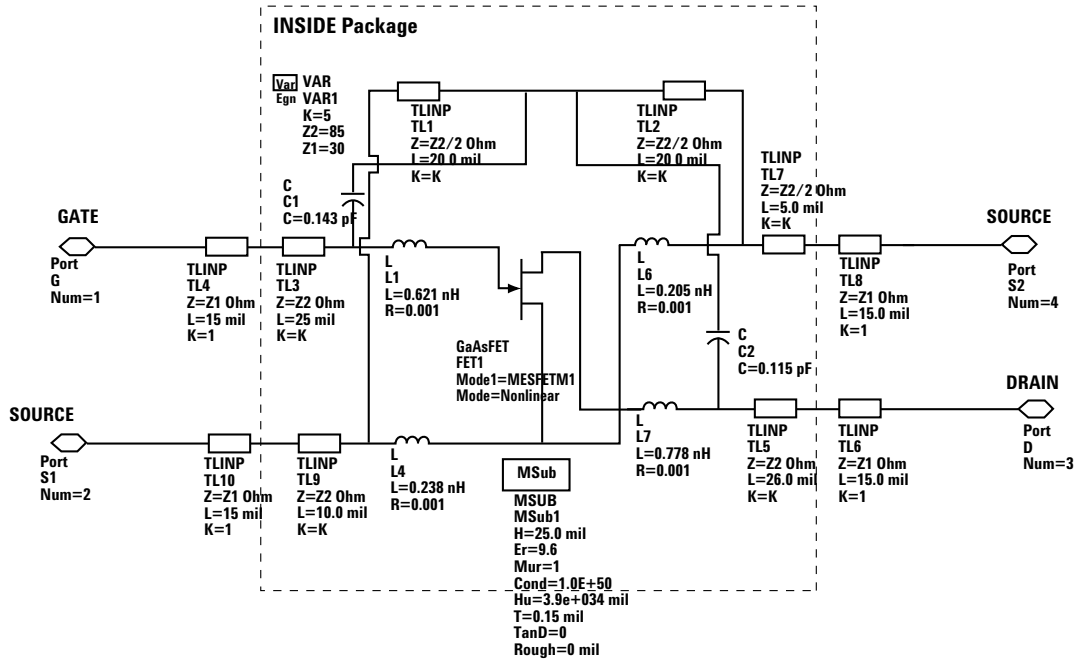 INSIDE Package
Var
Egn
VAR
VAR1
K=5
Z2=85
Z1=30
TLINP
TL1
Z=Z2/2 Ohm
L=20.0 mil
K=K
TLINP
TL2
Z=Z2/2 Ohm
L=20.0 mil
K=K
TLINP
TL7
Z=Z2/2 Ohm
L=5.0 mil
K=K
C
C1
C=0.143 pF
GATE
Port
G
Num=1
TLINP
TL4
Z=Z1 Ohm
L=15 mil
K=1
TLINP
TL3
Z=Z2 Ohm
L=25 mil
K=K
L
L1
L=0.621 nH
R=0.001
GaAsFET
FET1
Mode1=MESFETM1
Mode=Nonlinear
L
L6
L=0.205 nH
R=0.001
C
C2
C=0.115 pF
TLINP
TL8
Z=Z1 Ohm
L=15.0 mil
K=1
SOURCE
Port
S2
Num=4
SOURCE
Port
S1
Num=2
TLINP
TL10
Z=Z1 Ohm
L=15 mil
K=1
TLINP
TL9
Z=Z2 Ohm
L=10.0 mil
K=K
L
L4
L=0.238 nH
R=0.001
L
L7
L=0.778 nH
R=0.001
TLINP
TL5
Z=Z2 Ohm
L=26.0 mil
K=K
TLINP
TL6
Z=Z1 Ohm
L=15.0 mil
K=1
DRAIN
Port
D
Num=3
MSub
MSUB
MSub1
H=25.0 mil
Er=9.6
Mur=1
Cond=1.0E+50
Hu=3.9e+034 mil
T=0.15 mil
TanD=0
Rough=0 mil